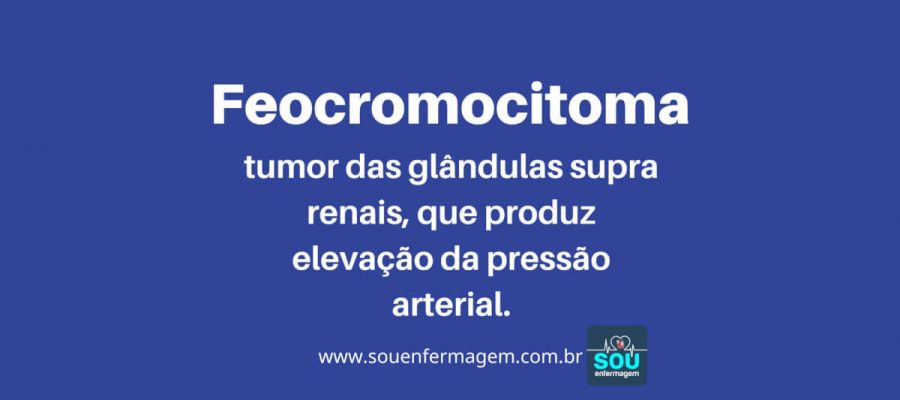 Feocromocitoma
tumor das glândulas supra
renais, que produz
elevação da pressão
arterial.
www.souenfermagem.com.br
SOU
enfermagem